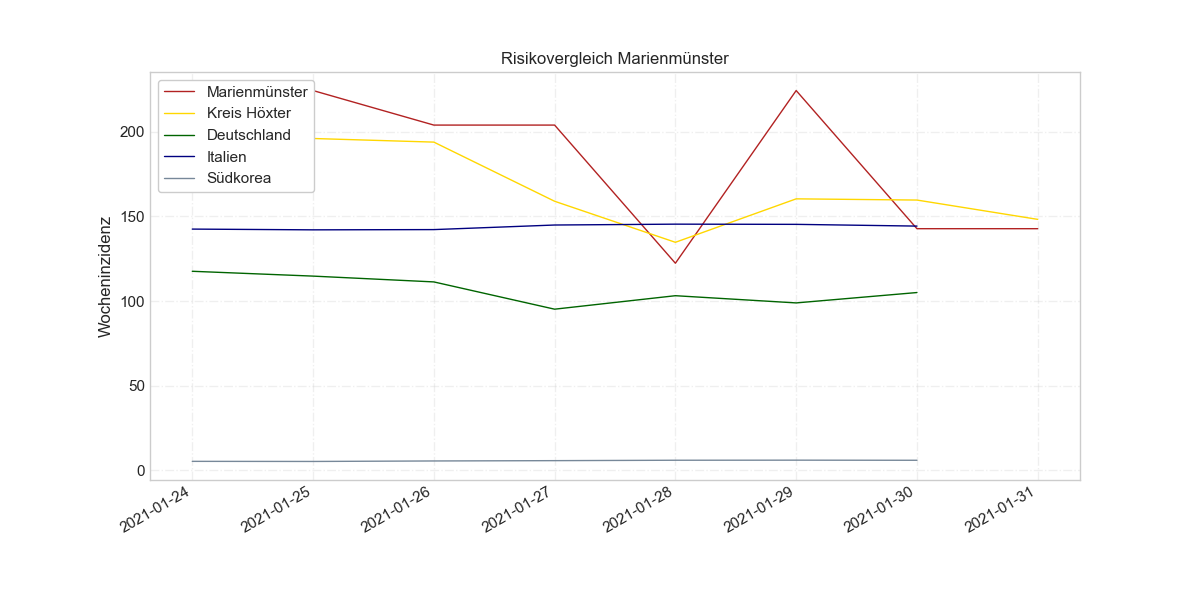 Risikovergleich Marienmünster
Marienmünster
Kreis Höxter
Deutschland
Italien
Südkorea
Wocheninzidenz
200
150
100
50
0
2021-01-24
2021-01-25
2021-01-26
2021-01-27
2021-01-28
2021-01-29
2021-01-30
2021-01-31